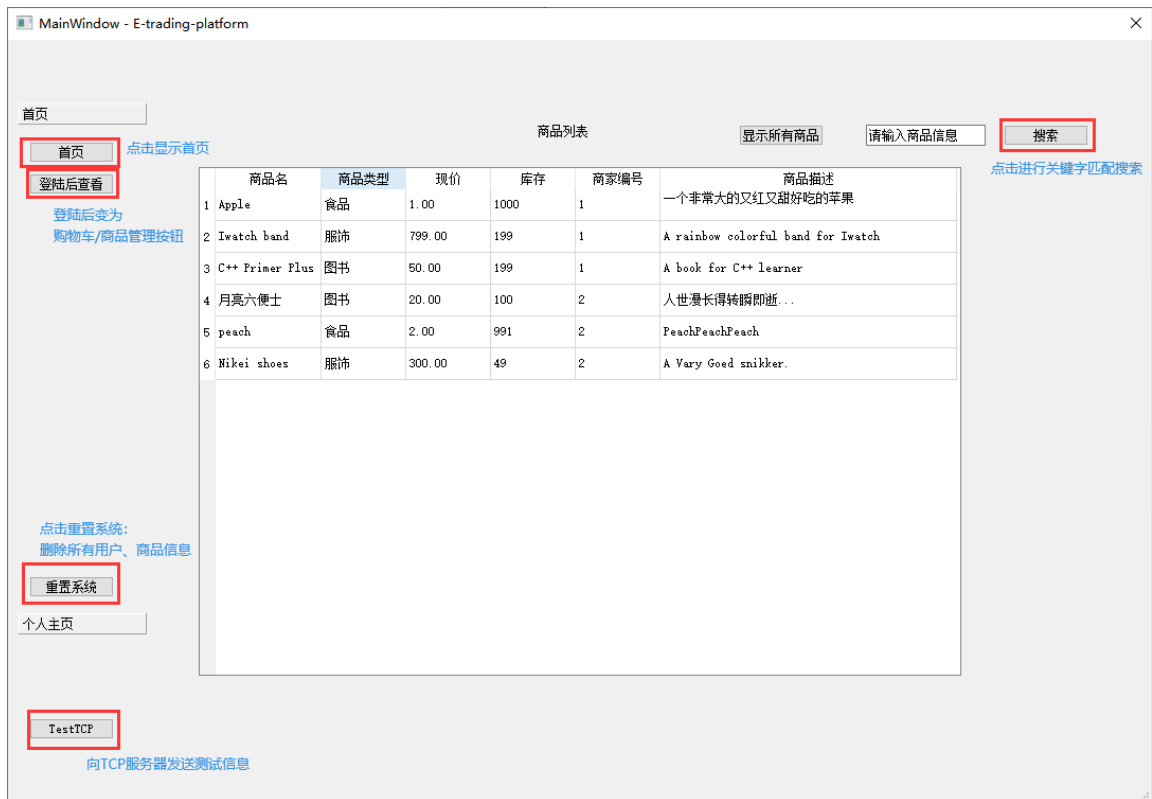 MainWindow - E-trading-platform
首页
商品列表
显示所有商品
请输入商品信息
搜索
首页
点击显示首页
点击进行关键字匹配搜索
登陆后查看
登陆后变为
购物车/商品管理按钮
商品名 商品类型 现价 库存 商家编号 商品描述
1 Apple 食品 1.00 1000 1 一个非常大的又红又甜好吃的苹果
2 Iwatch band 服饰 799.00 199 1 A rainbow colorful band for Iwatch
3 C++ Primer Plus 图书 50.00 199 1 A book for C++ learner
4 月亮六便士 图书 20.00 100 2 人世漫长得转瞬即逝...
5 peach 食品 2.00 991 2 PeachPeachPeach
6 Nikei shoes 服饰 300.00 49 2 A Vary Goed snikker.
点击重置系统:
删除所有用户、商品信息
重置系统
个人主页
TestTCP
向TCP服务器发送测试信息